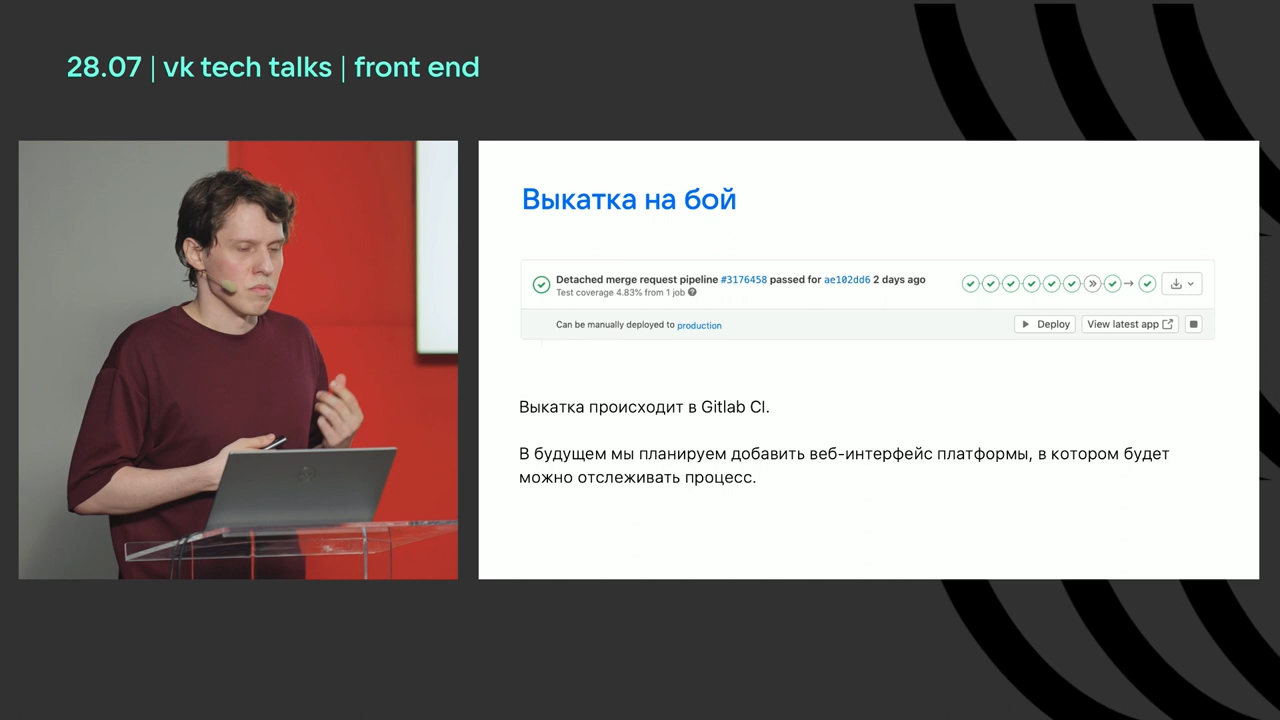 28.07 | vk tech talks | front end
Выкатка на бой
Detached merge request pipeline #3176458 passed for ae102dd6 2 days ago
Test coverage 4.83% from 1 job
Can be manually deployed to production
Deploy
View latest app
Выкатка происходит в Gitlab CI.
В будущем мы планируем добавить веб-интерфейс платформы, в котором будет
можно отслеживать процесс.